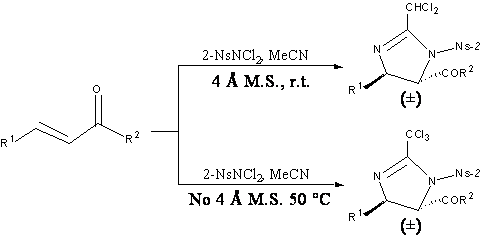 CHCl2
2-NsNCl2, MeCN
N
N
Ns-2
4 Å M.S., r.t.
R1
COR2
(±)
O
R1
R2
CCl3
2-NsNCl2, MeCN
N
N
Ns-2
No 4 Å M.S. 50 °C
R1
COR2
(±)